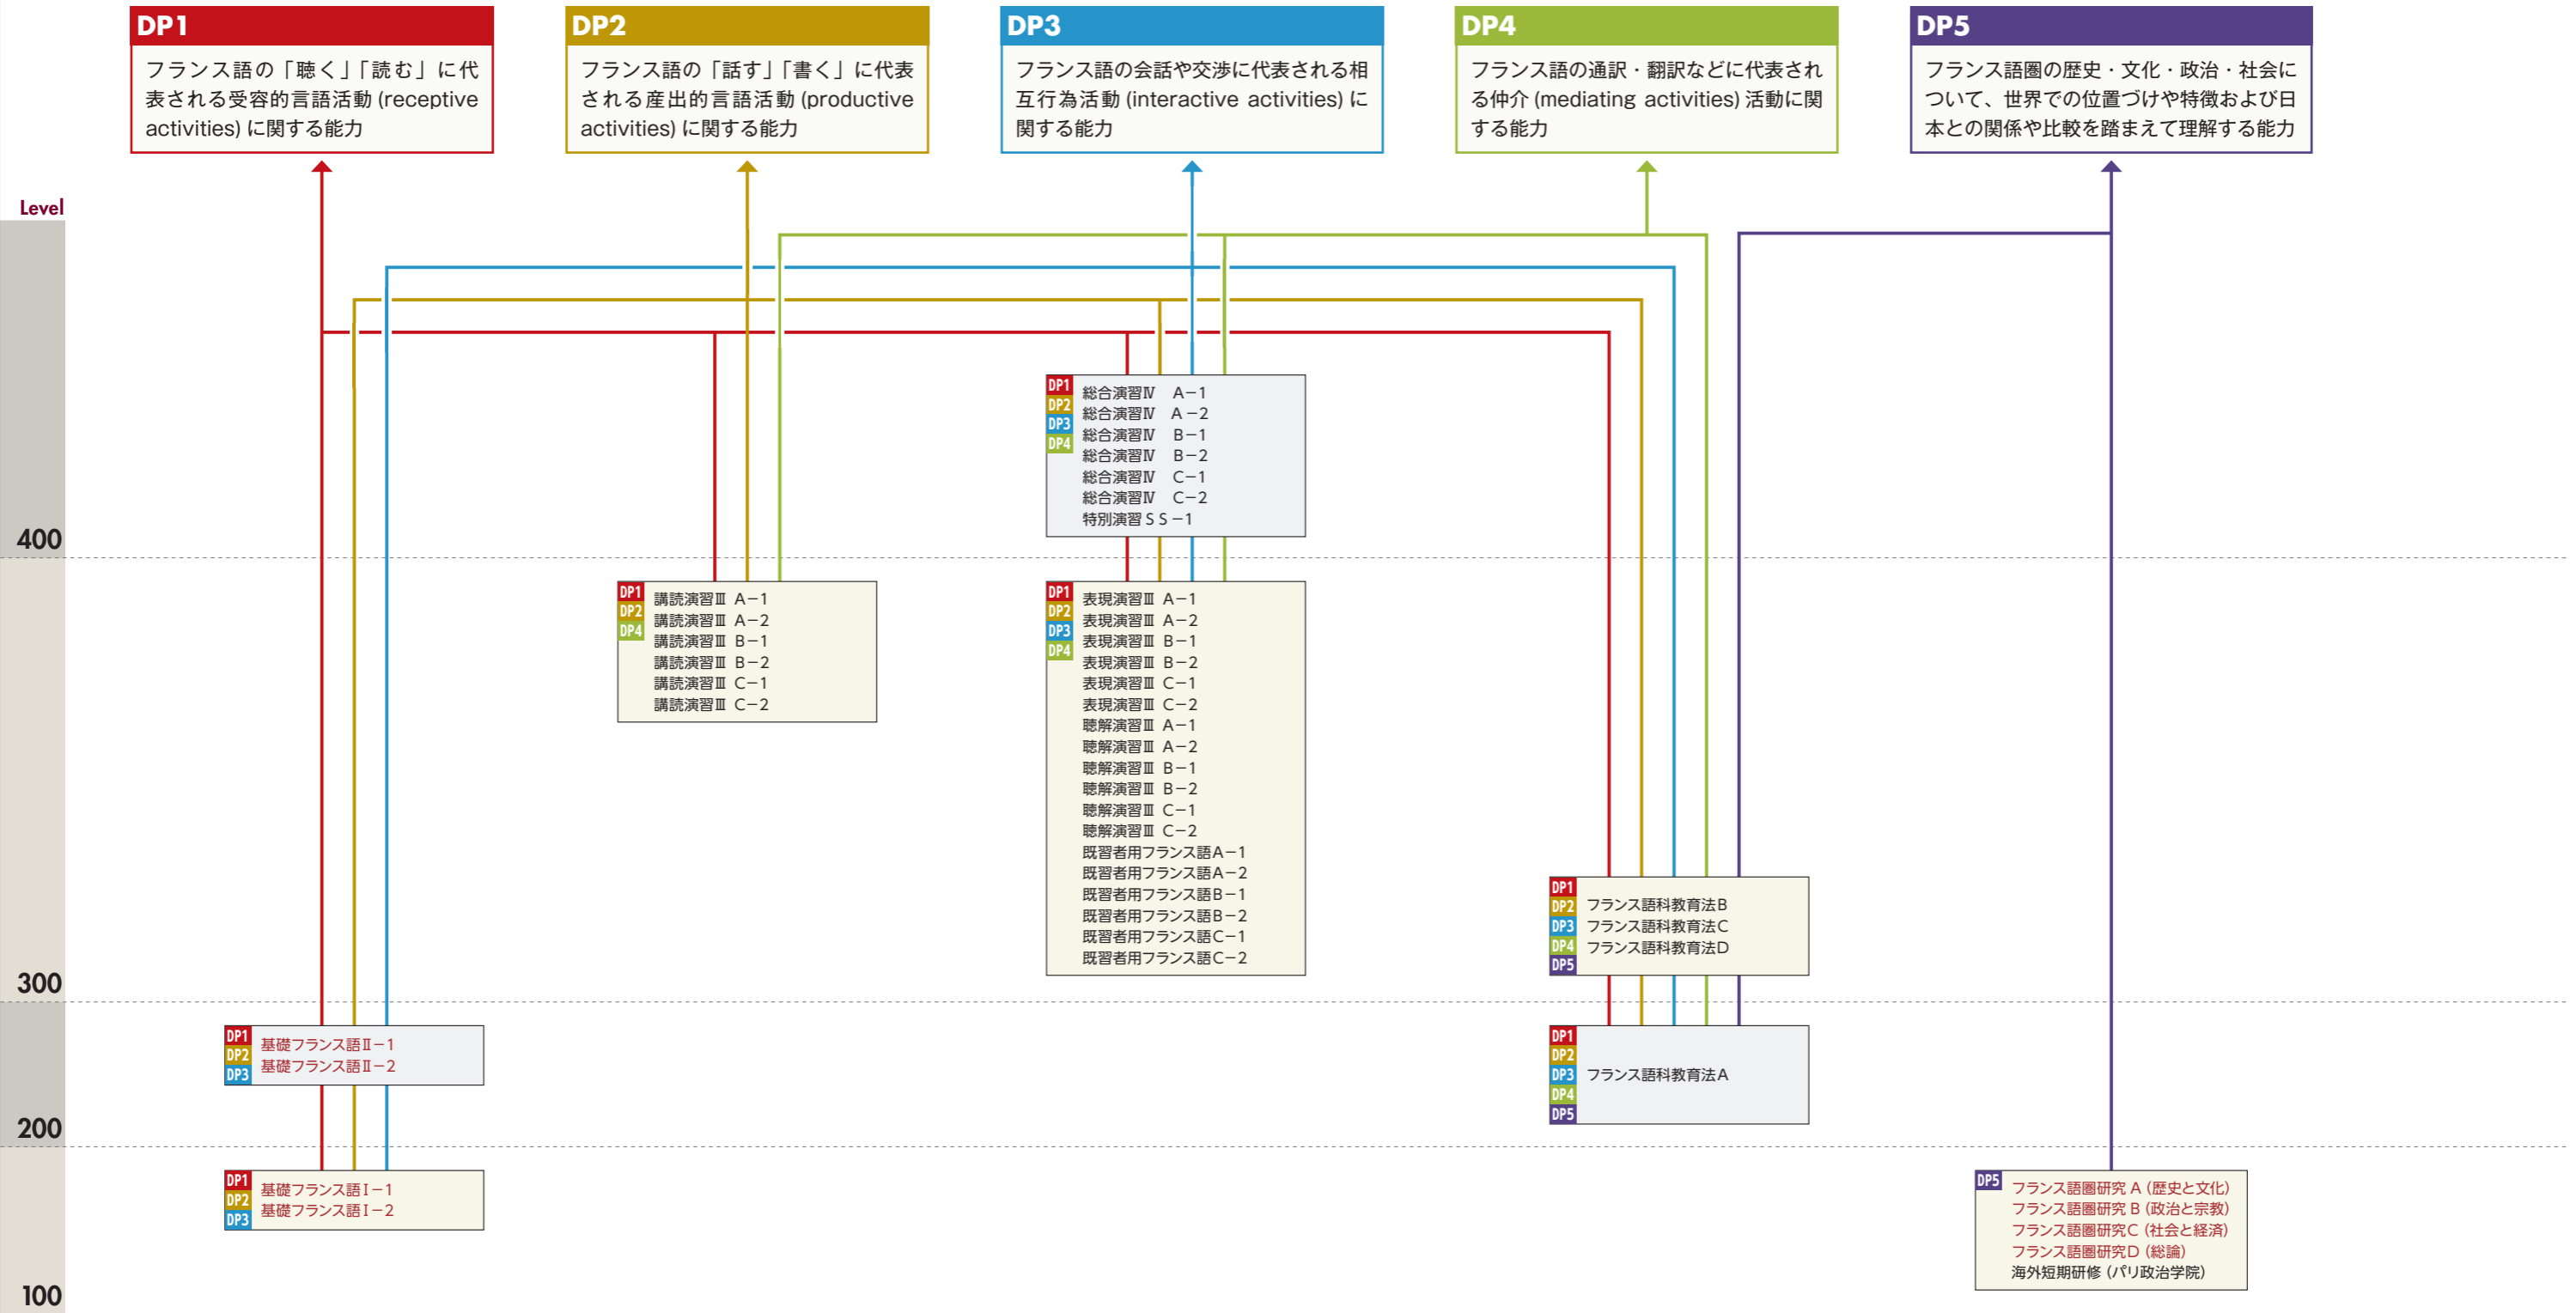 DP1
フランス語の「聴く」「読む」に代
表される受容的言語活動 (receptive
activities) に関する能力
DP2
フランス語の「話す」「書く」に代表
される産出的言語活動 (productive
activities) に関する能力
DP3
フランス語の会話や交渉に代表される相
互行為活動 (interactive activities) に
関する能力
DP4
フランス語の通訳・翻訳などに代表され
る仲介 (mediating activities) 活動に関
する能力
DP5
フランス語圏の歴史・文化・政治・社会に
ついて、世界での位置づけや特徴および日
本との関係や比較を踏まえて理解する能力
Level
DP1
DP2
DP3
DP4
総合演習Ⅳ　A－1
総合演習Ⅳ　A－2
総合演習Ⅳ　B－1
総合演習Ⅳ　B－2
総合演習Ⅳ　C－1
総合演習Ⅳ　C－2
特別演習ＳＳ－1
400
DP1
DP2
DP4
講読演習Ⅲ A－1
講読演習Ⅲ A－2
講読演習Ⅲ B－1
講読演習Ⅲ B－2
講読演習Ⅲ C－1
講読演習Ⅲ C－2
DP1
DP2
DP3
DP4
表現演習Ⅲ A－1
表現演習Ⅲ A－2
表現演習Ⅲ B－1
表現演習Ⅲ B－2
表現演習Ⅲ C－1
表現演習Ⅲ C－2
聴解演習Ⅲ A－1
聴解演習Ⅲ A－2
聴解演習Ⅲ B－1
聴解演習Ⅲ B－2
聴解演習Ⅲ C－1
聴解演習Ⅲ C－2
既習者用フランス語A－1
既習者用フランス語A－2
既習者用フランス語B－1
既習者用フランス語B－2
既習者用フランス語C－1
既習者用フランス語C－2
DP1
DP2
DP3
DP4
DP5
フランス語科教育法B
フランス語科教育法C
フランス語科教育法D
300
DP1
DP2
DP3
基礎フランス語Ⅱ－1
基礎フランス語Ⅱ－2
DP1
DP2
DP3
DP4
DP5
フランス語科教育法A
200
DP1
DP2
DP3
基礎フランス語Ⅰ－1
基礎フランス語Ⅰ－2
DP5
フランス語圏研究 A (歴史と文化)
フランス語圏研究 B (政治と宗教)
フランス語圏研究C (社会と経済)
フランス語圏研究D (総論)
海外短期研修 (パリ政治学院)
100